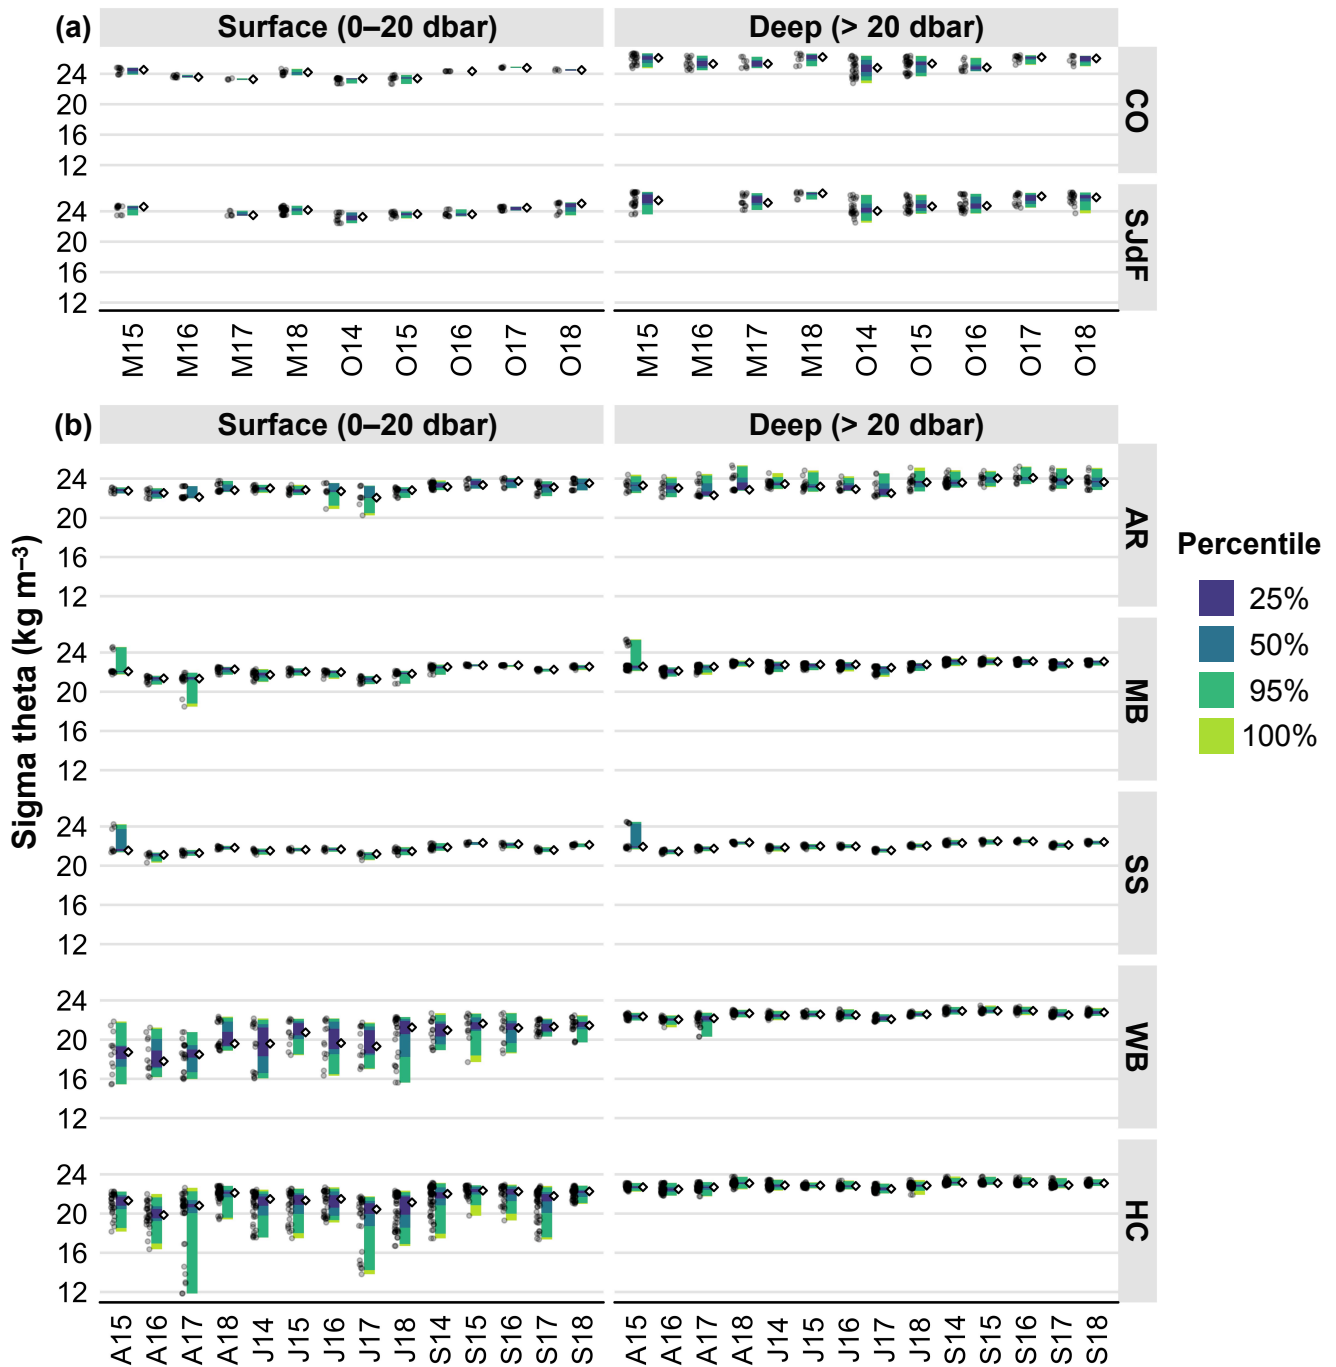 (a) Surface (0–20 dbar) Deep (> 20 dbar)
24
20
16
12
CO
24
20
16
12
SJdF
M15 M16 M17 M18 O14 O15 O16 O17 O18 M15 M16 M17 M18 O14 O15 O16 O17 O18
(b) Surface (0–20 dbar) Deep (> 20 dbar)
Sigma theta (kg m⁻³)
24
20
16
12
AR
24
20
16
12
MB
24
20
16
12
SS
24
20
16
12
WB
24
20
16
12
HC
A15 A16 A17 A18 J14 J15 J16 J17 J18 S14 S15 S16 S17 S18 A15 A16 A17 A18 J14 J15 J16 J17 J18 S14 S15 S16 S17 S18
Percentile
25%
50%
95%
100%